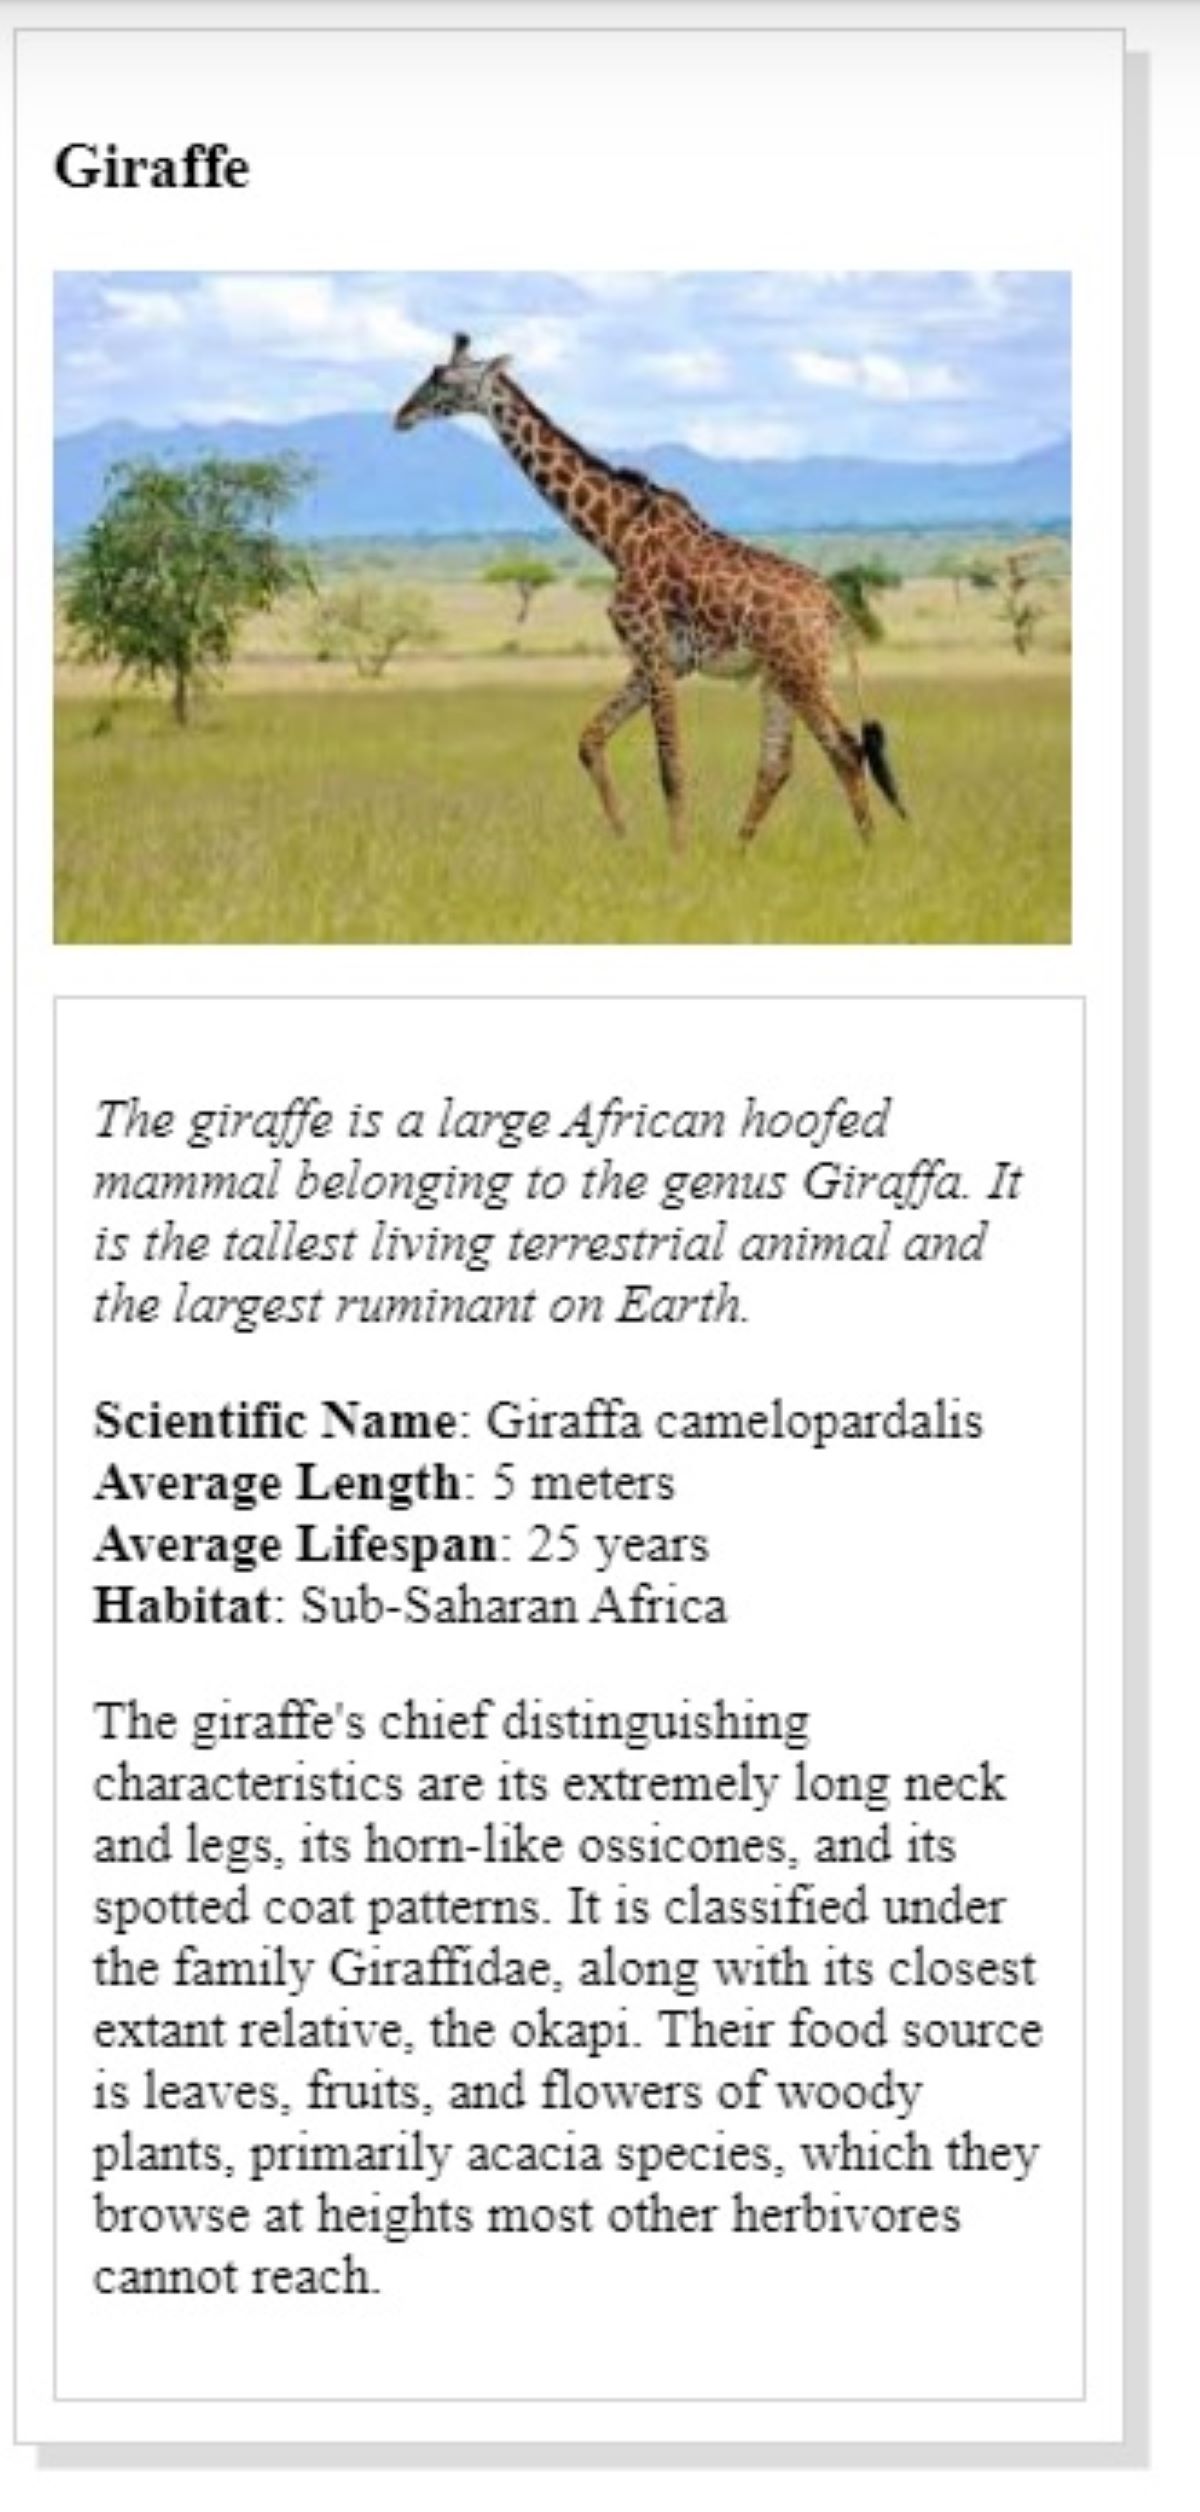 Giraffe
The giraffe is a large African hoofed
mammal belonging to the genus Giraffa. It
is the tallest living terrestrial animal and
the largest ruminant on Earth.
Scientific Name: Giraffa camelopardalis
Average Length: 5 meters
Average Lifespan: 25 years
Habitat: Sub-Saharan Africa
The giraffe's chief distinguishing
characteristics are its extremely long neck
and legs, its horn-like ossicones, and its
spotted coat patterns. It is classified under
the family Giraffidae, along with its closest
extant relative, the okapi. Their food source
is leaves, fruits, and flowers of woody
plants, primarily acacia species, which they
browse at heights most other herbivores
cannot reach.